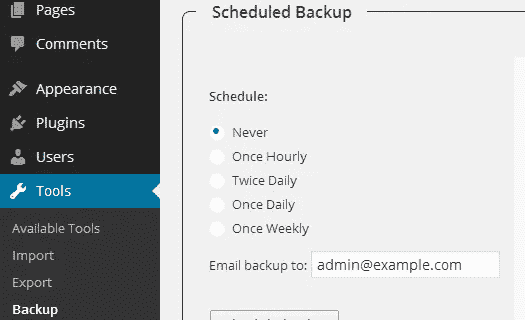 Pages
Comments
Appearance
Plugins
Users
Tools
Available Tools
Import
Export
Backup
Scheduled Backup
Schedule:
Never
Once Hourly
Twice Daily
Once Daily
Once Weekly
Email backup to: admin@example.com